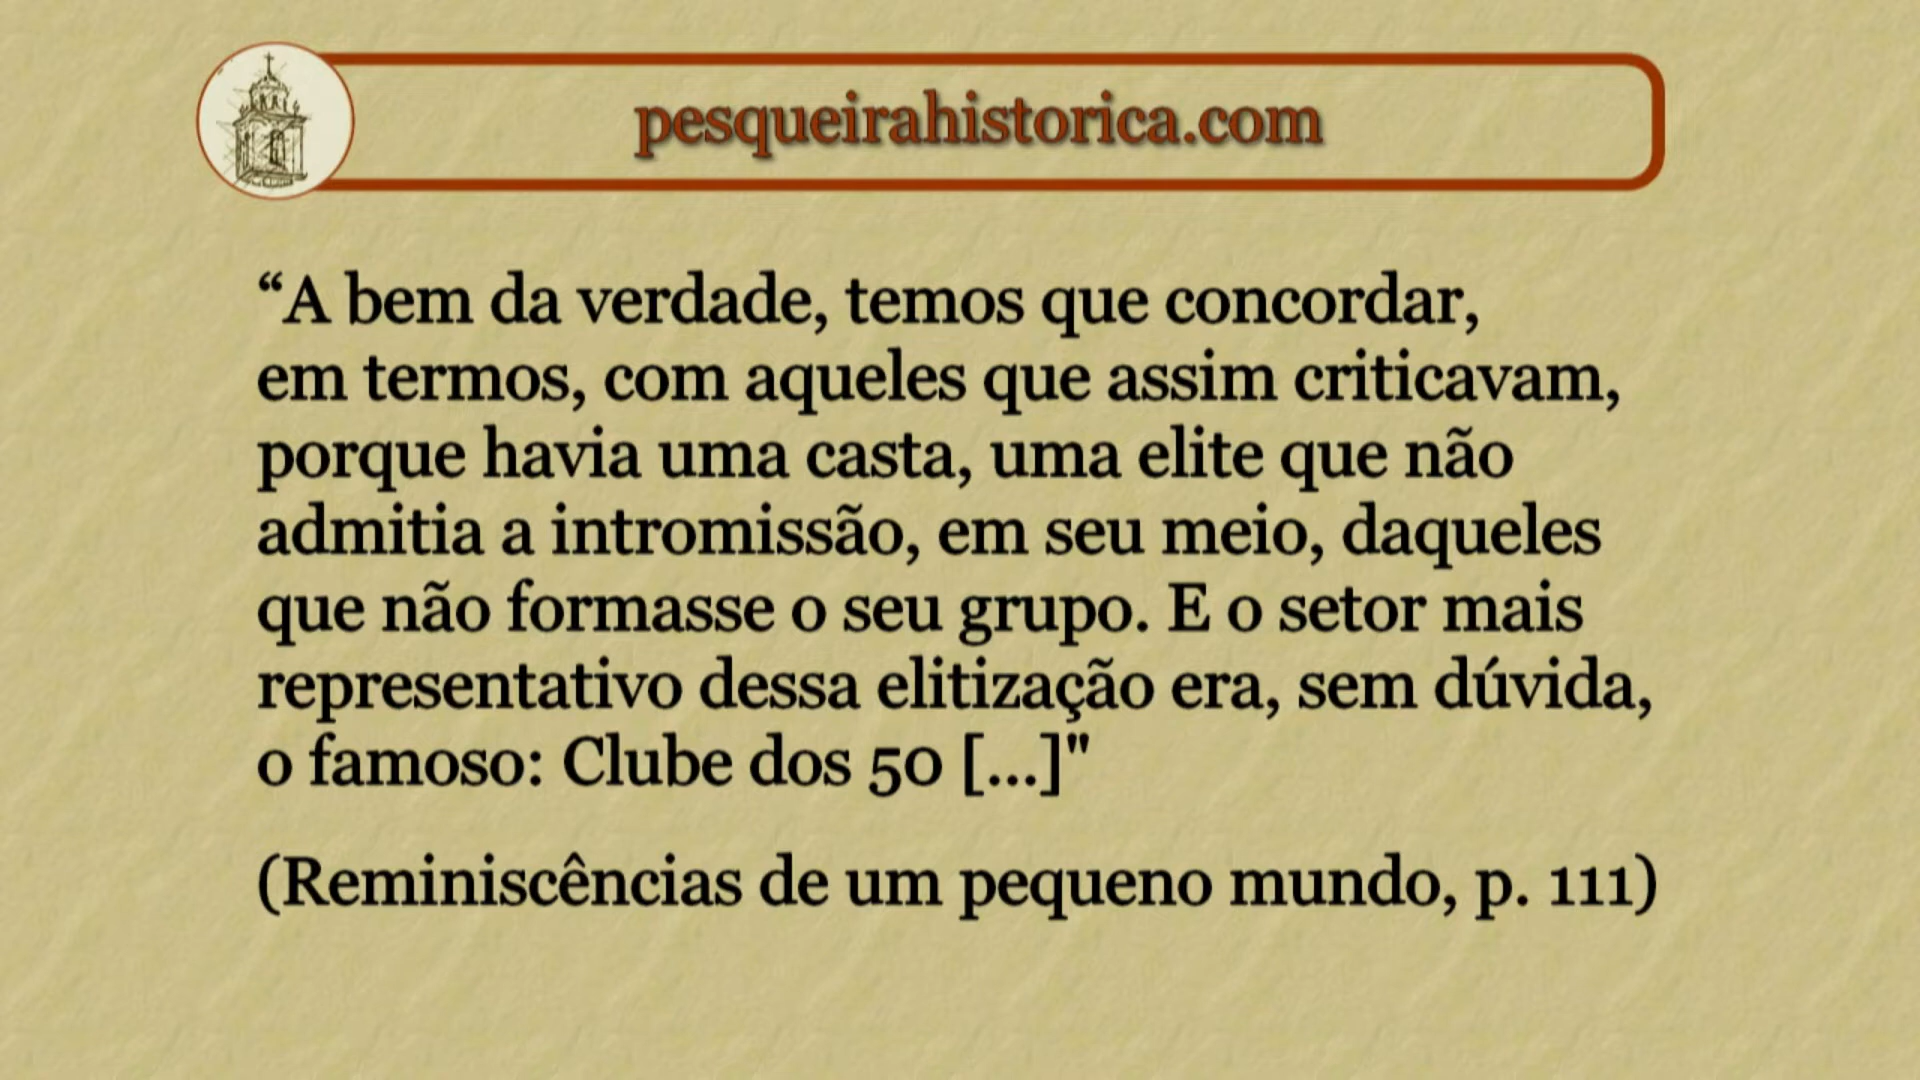 pesqueirahistorica.com
“A bem da verdade, temos que concordar,
em termos, com aqueles que assim criticavam,
porque havia uma casta, uma elite que não
admitia a intromissão, em seu meio, daqueles
que não formasse o seu grupo. E o setor mais
representativo dessa elitização era, sem dúvida,
o famoso: Clube dos 50 [...]"
(Reminiscências de um pequeno mundo, p. 111)